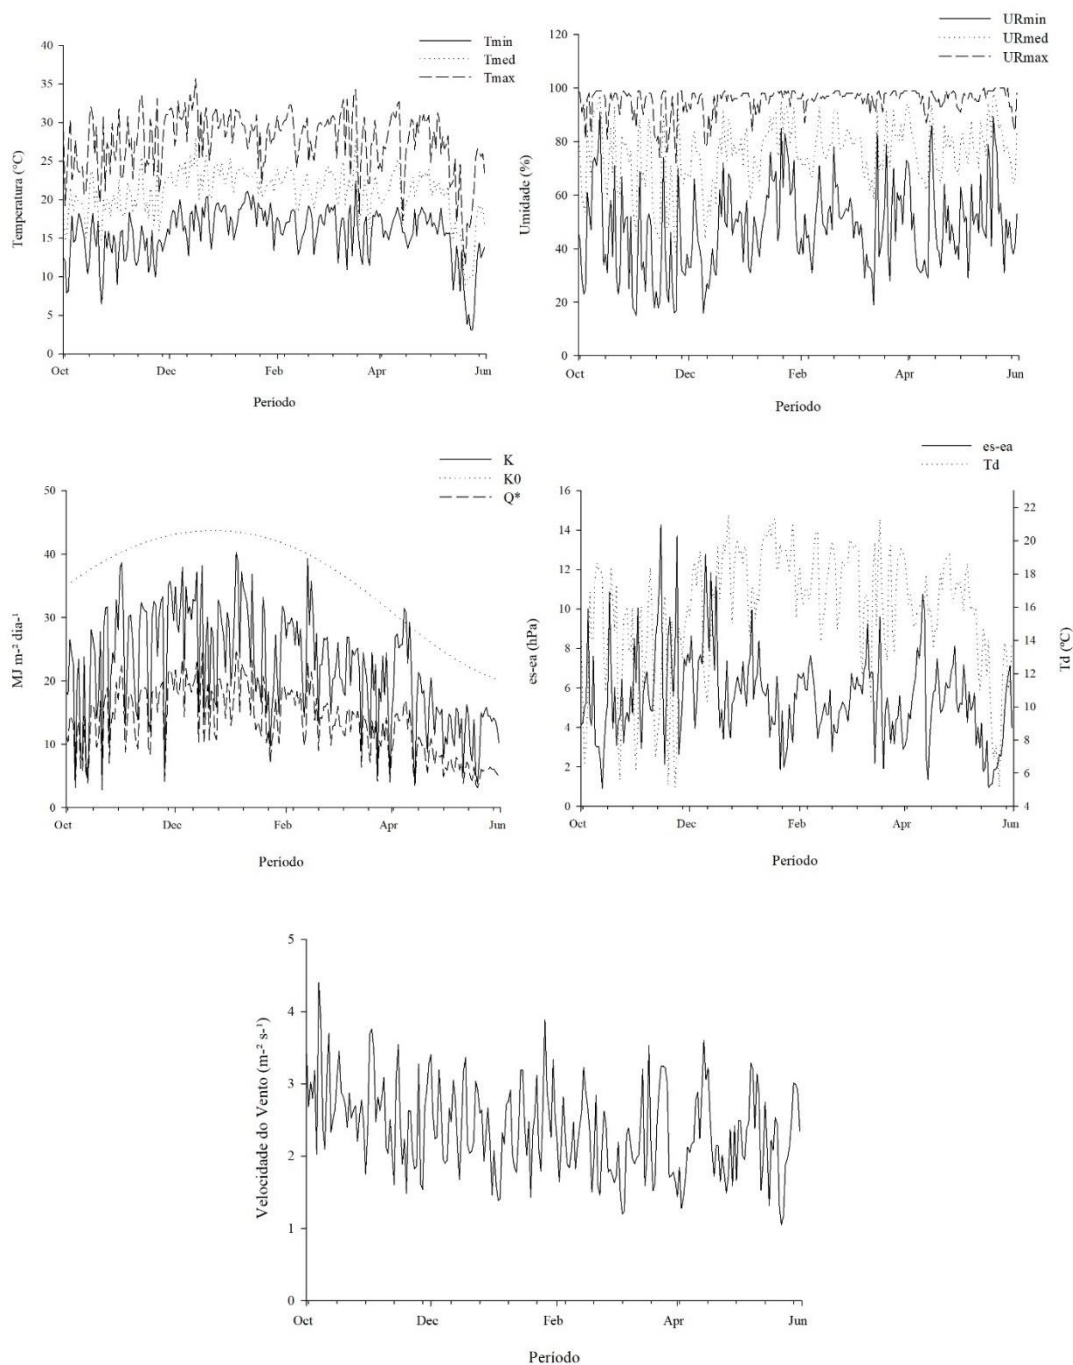 Tmin
Tmed
Tmax
Temperatura (°C)
40
35
30
25
20
15
10
5
0
Oct Dec Feb Apr Jun
Período
URmin
URmed
URmax
Umidade (%)
120
100
80
60
40
20
0
Oct Dec Feb Apr Jun
Período
K
K0
Q*
MJ m-² dia-¹
50
40
30
20
10
0
Oct Dec Feb Apr Jun
Período
es-ea
Td
es-ea (hPa)
16
14
12
10
8
6
4
2
0
22
20
18
16
14
12
10
8
6
4
Td (ºC)
Oct Dec Feb Apr Jun
Período
Velocidade do Vento (m-² s-¹)
5
4
3
2
1
0
Oct Dec Feb Apr Jun
Período